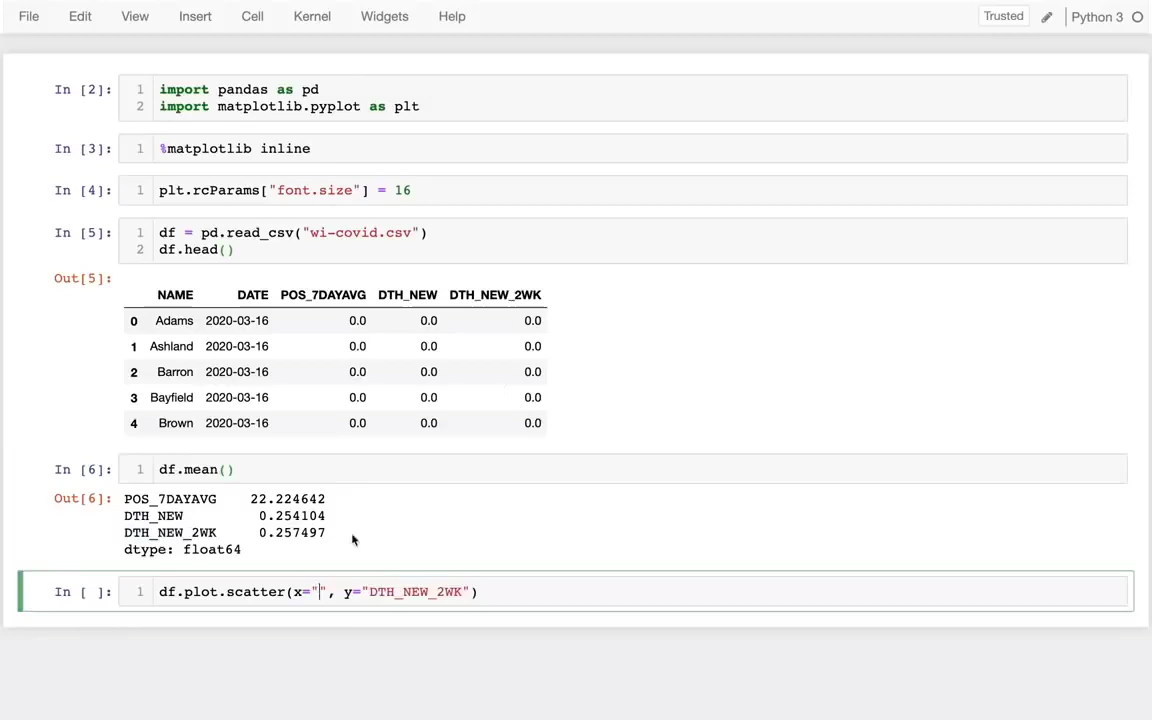 File Edit View Insert Cell Kernel Widgets Help Trusted Python 3
In [2]: 1 import pandas as pd
2 import matplotlib.pyplot as plt
In [3]: 1 %matplotlib inline
In [4]: 1 plt.rcParams["font.size"] = 16
In [5]: 1 df = pd.read_csv("wi-covid.csv")
2 df.head()
Out[5]:
NAME DATE POS_7DAYAVG DTH_NEW DTH_NEW_2WK
0 Adams 2020-03-16 0.0 0.0 0.0
1 Ashland 2020-03-16 0.0 0.0 0.0
2 Barron 2020-03-16 0.0 0.0 0.0
3 Bayfield 2020-03-16 0.0 0.0 0.0
4 Brown 2020-03-16 0.0 0.0 0.0
In [6]: 1 df.mean()
Out[6]: POS_7DAYAVG 22.224642
DTH_NEW 0.254104
DTH_NEW_2WK 0.257497
dtype: float64
In [ ]: 1 df.plot.scatter(x="", y="DTH_NEW_2WK")